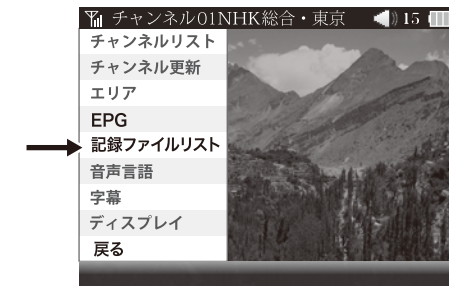 チャンネル01NHK総合・東京 15
チャンネルリスト
チャンネル更新
エリア
EPG
記録ファイルリスト
音声言語
字幕
ディスプレイ
戻る